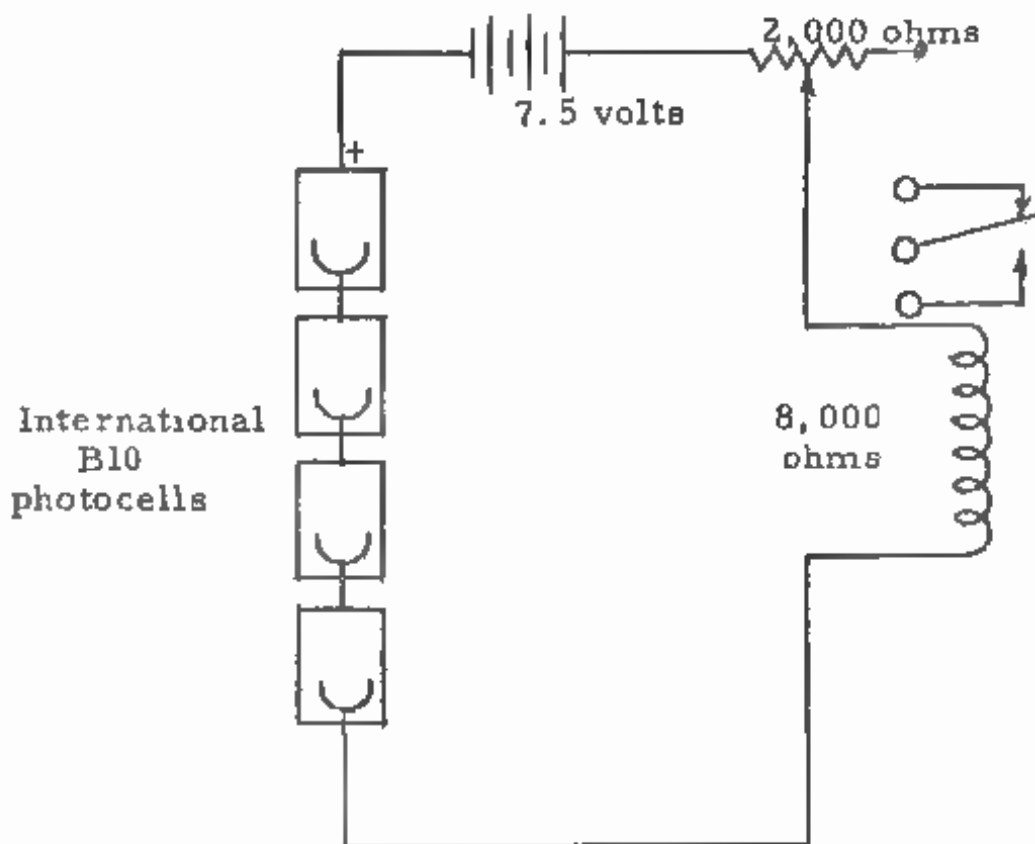 2,000 ohms
7.5 volts
+
International
B10
photocells
8,000
ohms